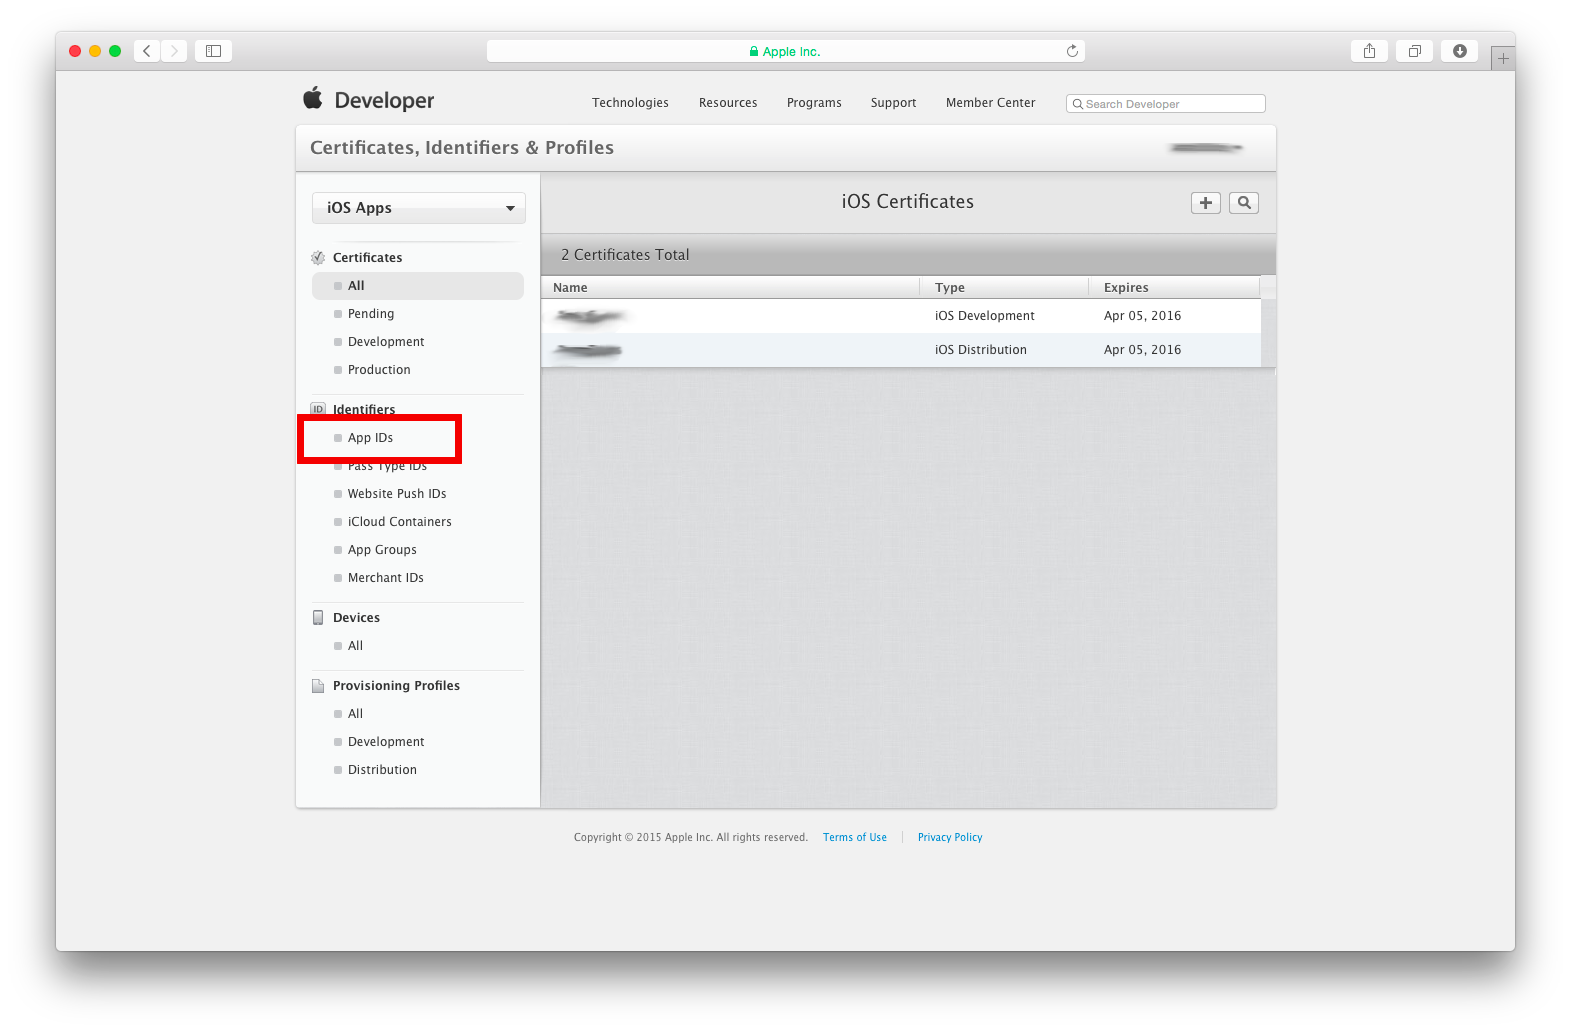 Apple Inc.
Developer
Technologies Resources Programs Support Member Center Search Developer
Certificates, Identifiers & Profiles
iOS Apps
iOS Certificates
2 Certificates Total
Name Type Expires
iOS Development Apr 05, 2016
iOS Distribution Apr 05, 2016
Certificates
All
Pending
Development
Production
ID Identifiers
App IDs
Pass Type IDs
Website Push IDs
iCloud Containers
App Groups
Merchant IDs
Devices
All
Provisioning Profiles
All
Development
Distribution
Copyright © 2015 Apple Inc. All rights reserved. Terms of Use Privacy Policy